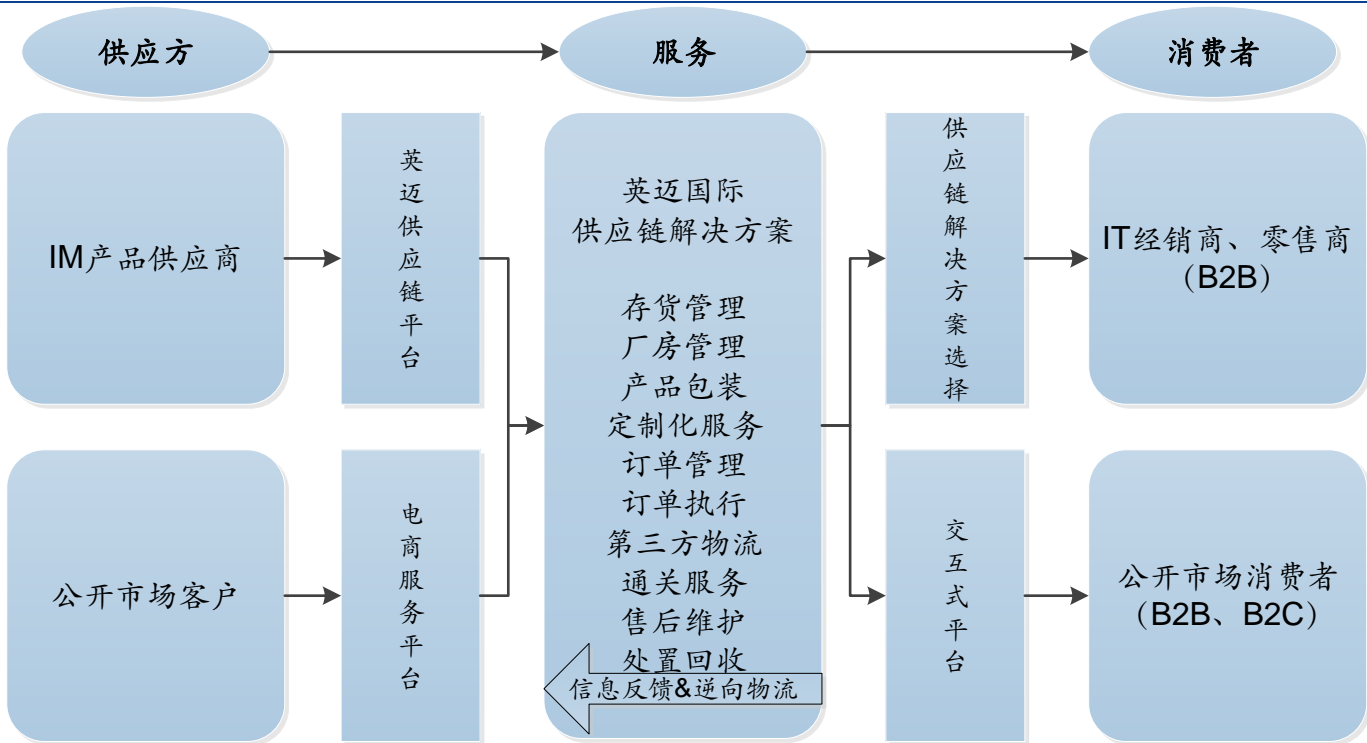 供应方
服务
消费者
IM产品供应商
英迈供应链平台
英迈国际
供应链解决方案
存货管理
厂房管理
产品包装
定制化服务
订单管理
订单执行
第三方物流
通关服务
售后维护
处置回收
信息反馈&逆向物流
供应链解决方案选择
IT经销商、零售商
（B2B）
公开市场客户
电商服务平台
交互式平台
公开市场消费者
（B2B、B2C）